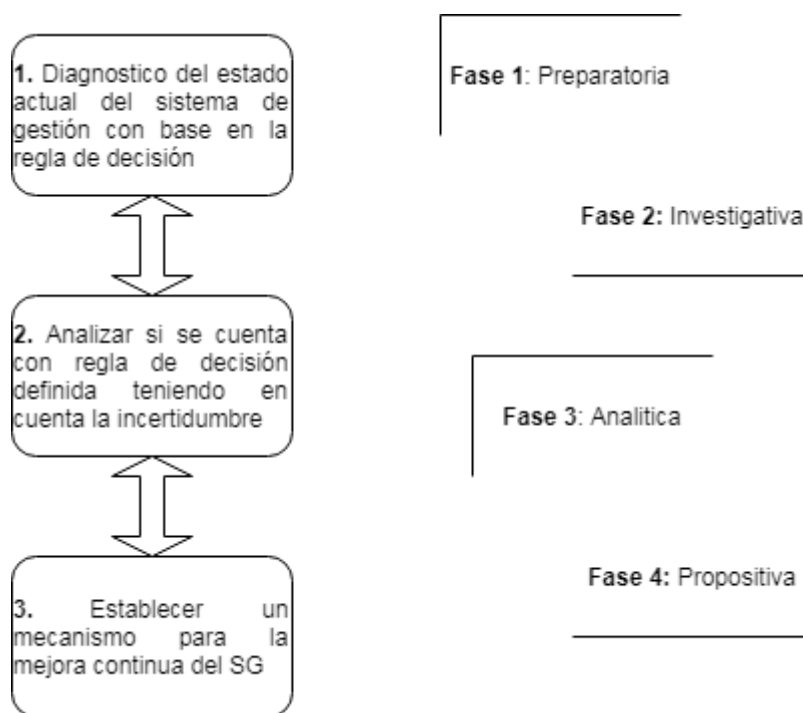 1. Diagnostico del estado
actual del sistema de
gestión con base en la
regla de decisión
2. Analizar si se cuenta
con regla de decisión
definida teniendo en
cuenta la incertidumbre
3. Establecer un
mecanismo para la
mejora continua del SG
Fase 1: Preparatoria
Fase 2: Investigativa
Fase 3: Analitica
Fase 4: Propositiva